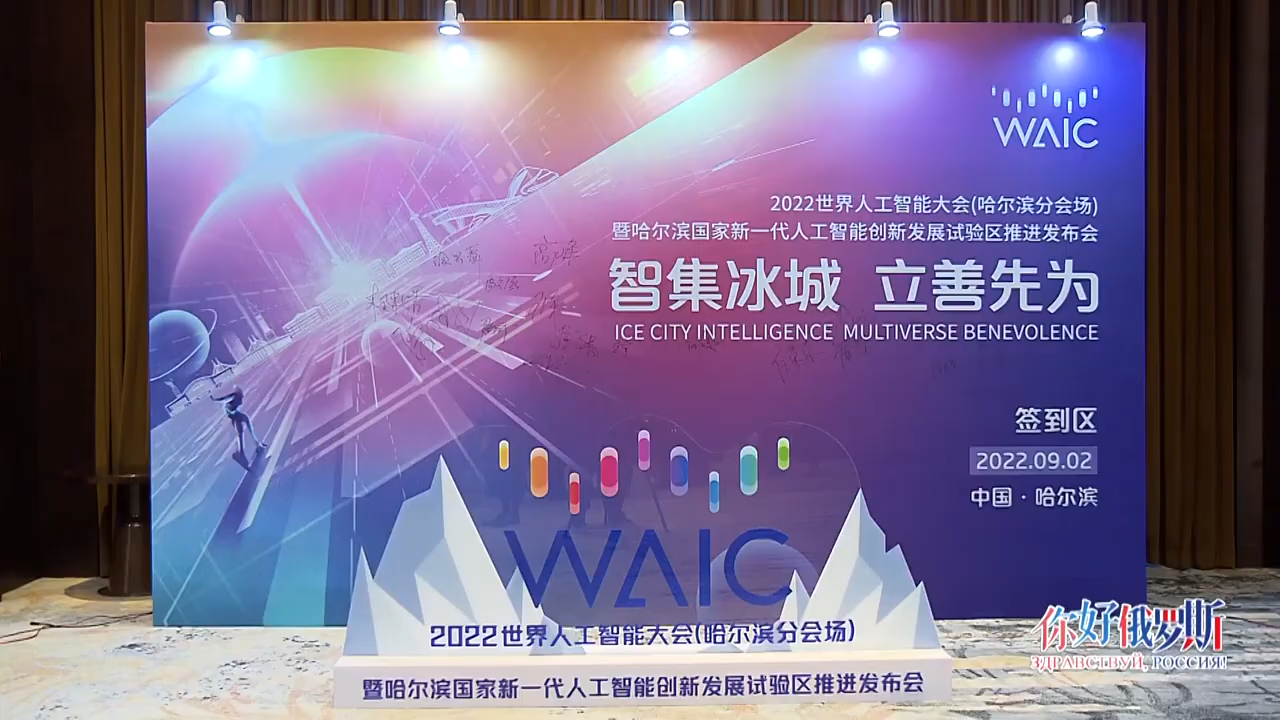 WAIC
2022世界人工智能大会(哈尔滨分会场)
暨哈尔滨国家新一代人工智能创新发展试验区推进发布会
智集冰城 立善先为
ICE CITY INTELLIGENCE MULTIVERSE BENEVOLENCE
签到区
2022.09.02
中国·哈尔滨
WAIC
2022世界人工智能大会(哈尔滨分会场)
暨哈尔滨国家新一代人工智能创新发展试验区推进发布会
你好俄罗斯
ЗДРАВСТВУЙ, РОССИЯ!